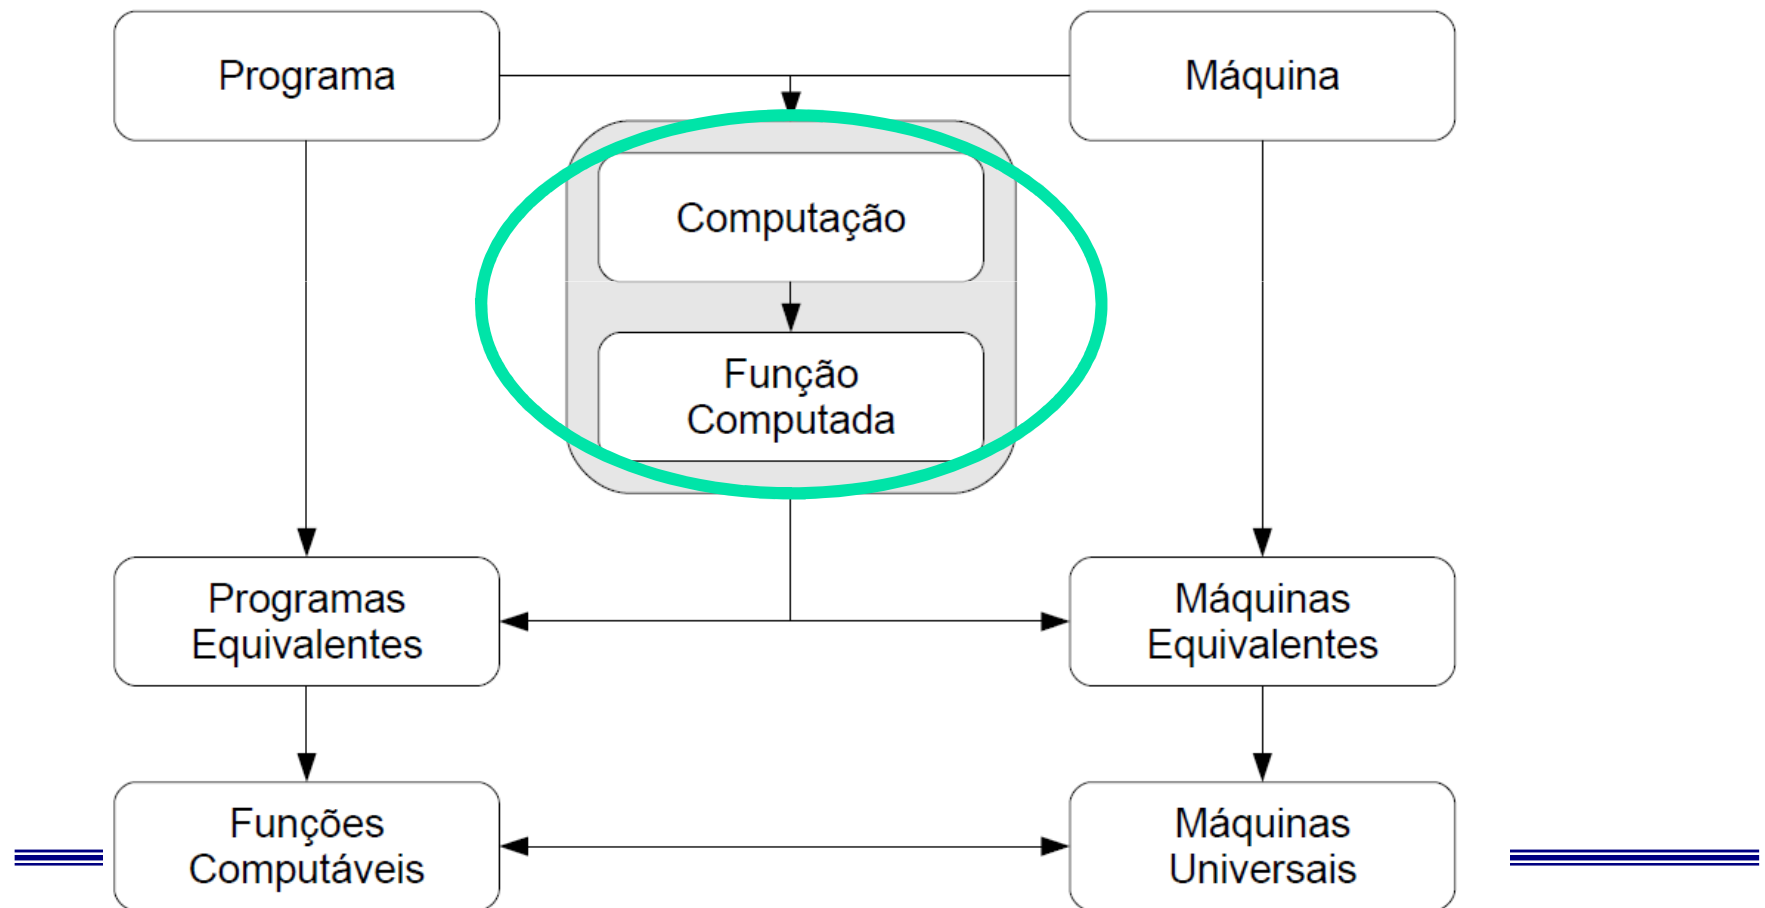 Programa
Máquina
Computação
Função
Computada
Programas
Equivalentes
Máquinas
Equivalentes
Funções
Computáveis
Máquinas
Universais